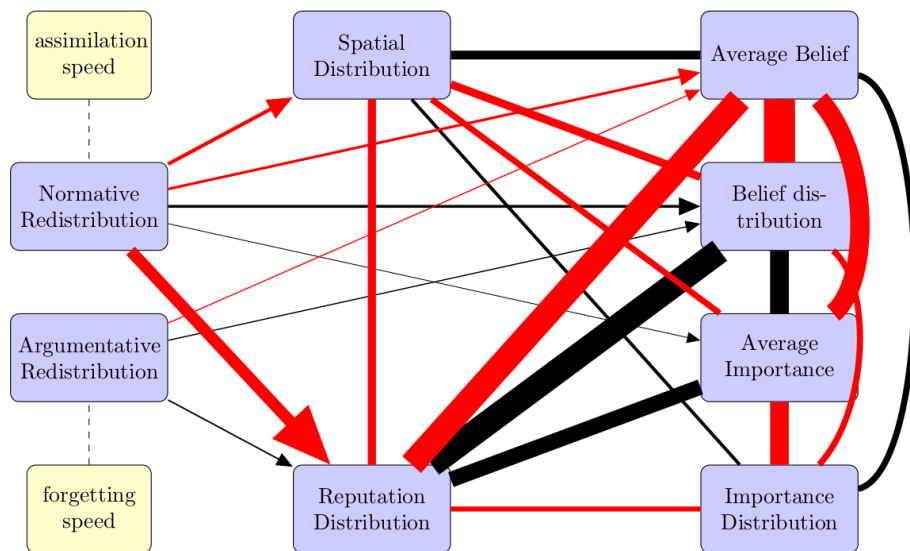 assimilation
speed
Spatial
Distribution
Average Belief
Normative
Redistribution
Belief dis-
tribution
Argumentative
Redistribution
Average
Importance
forgetting
speed
Reputation
Distribution
Importance
Distribution